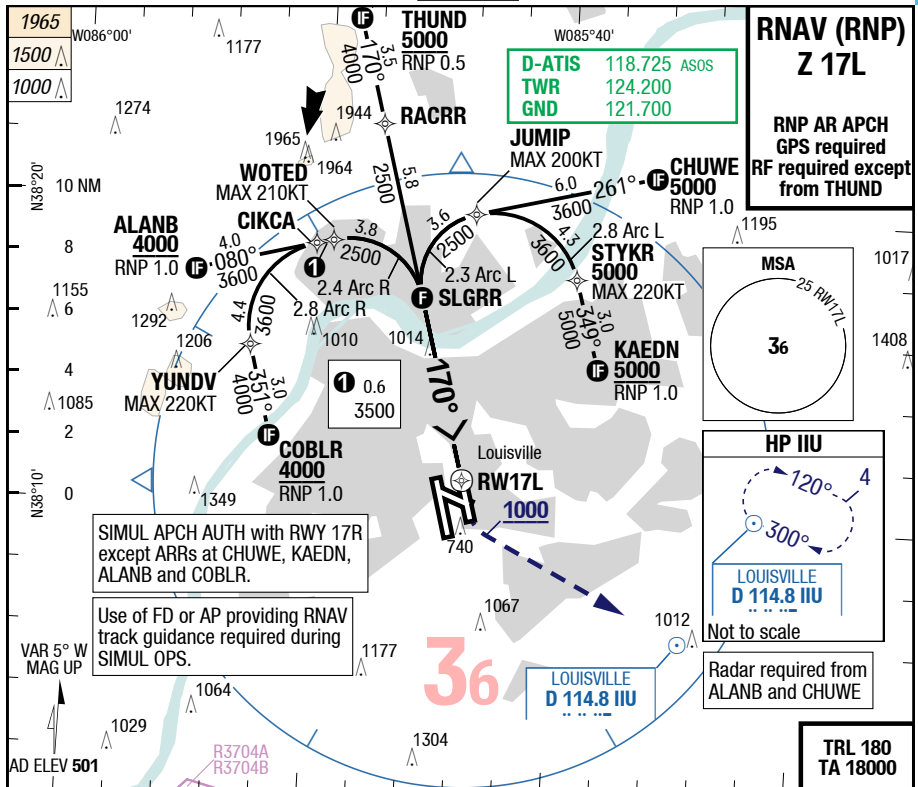 1965
1500
1000
W086°00'
W085°40'
1177
THUND
5000
RNP 0.5
3.5
170°
4000
RNAV (RNP)
Z 17L
RNP AR APCH
GPS required
RF required except
from THUND
D-ATIS 118.725 ASOS
TWR 124.200
GND 121.700
1274
1944
RACRR
1965
1964
5.8
2500
JUMIP
MAX 200KT
CHUWE
5000
RNP 1.0
6.0
261°
3600
N38°20'
10 NM
WOTED
MAX 210KT
CIKCA
ALANB
4000
RNP 1.0
4.0
080°
3600
1
3.8
2500
2.4 Arc R
2.8 Arc R
4.4
3600
3.6
2500
2.3 Arc L
SLGRR
F
4.3
3600
2.8 Arc L
STYKR
5000
MAX 220KT
3.0
349°
5000
KAEDN
5000
RNP 1.0
1195
1017
1408
8
6
4
2
0
1155
1292
1206
1010
1014
1085
YUNDV
MAX 220KT
3.0
351°
4000
COBLR
4000
RNP 1.0
1 0.6
3500
170°
Louisville
RW17L
1000
740
MSA
25 RW17L
36
HP IIU
120°
4
300°
LOUISVILLE
D 114.8 IIU
Not to scale
N38°10'
1349
SIMUL APCH AUTH with RWY 17R
except ARRs at CHUWE, KAEDN,
ALANB and COBLR.
Use of FD or AP providing RNAV
track guidance required during
SIMUL OPS.
1067
1012
36
LOUISVILLE
D 114.8 IIU
Radar required from
ALANB and CHUWE
VAR 5° W
MAG UP
1177
1064
1029
1304
R3704A
R3704B
AD ELEV 501
TRL 180
TA 18000
IF
IF
IF
IF
IF